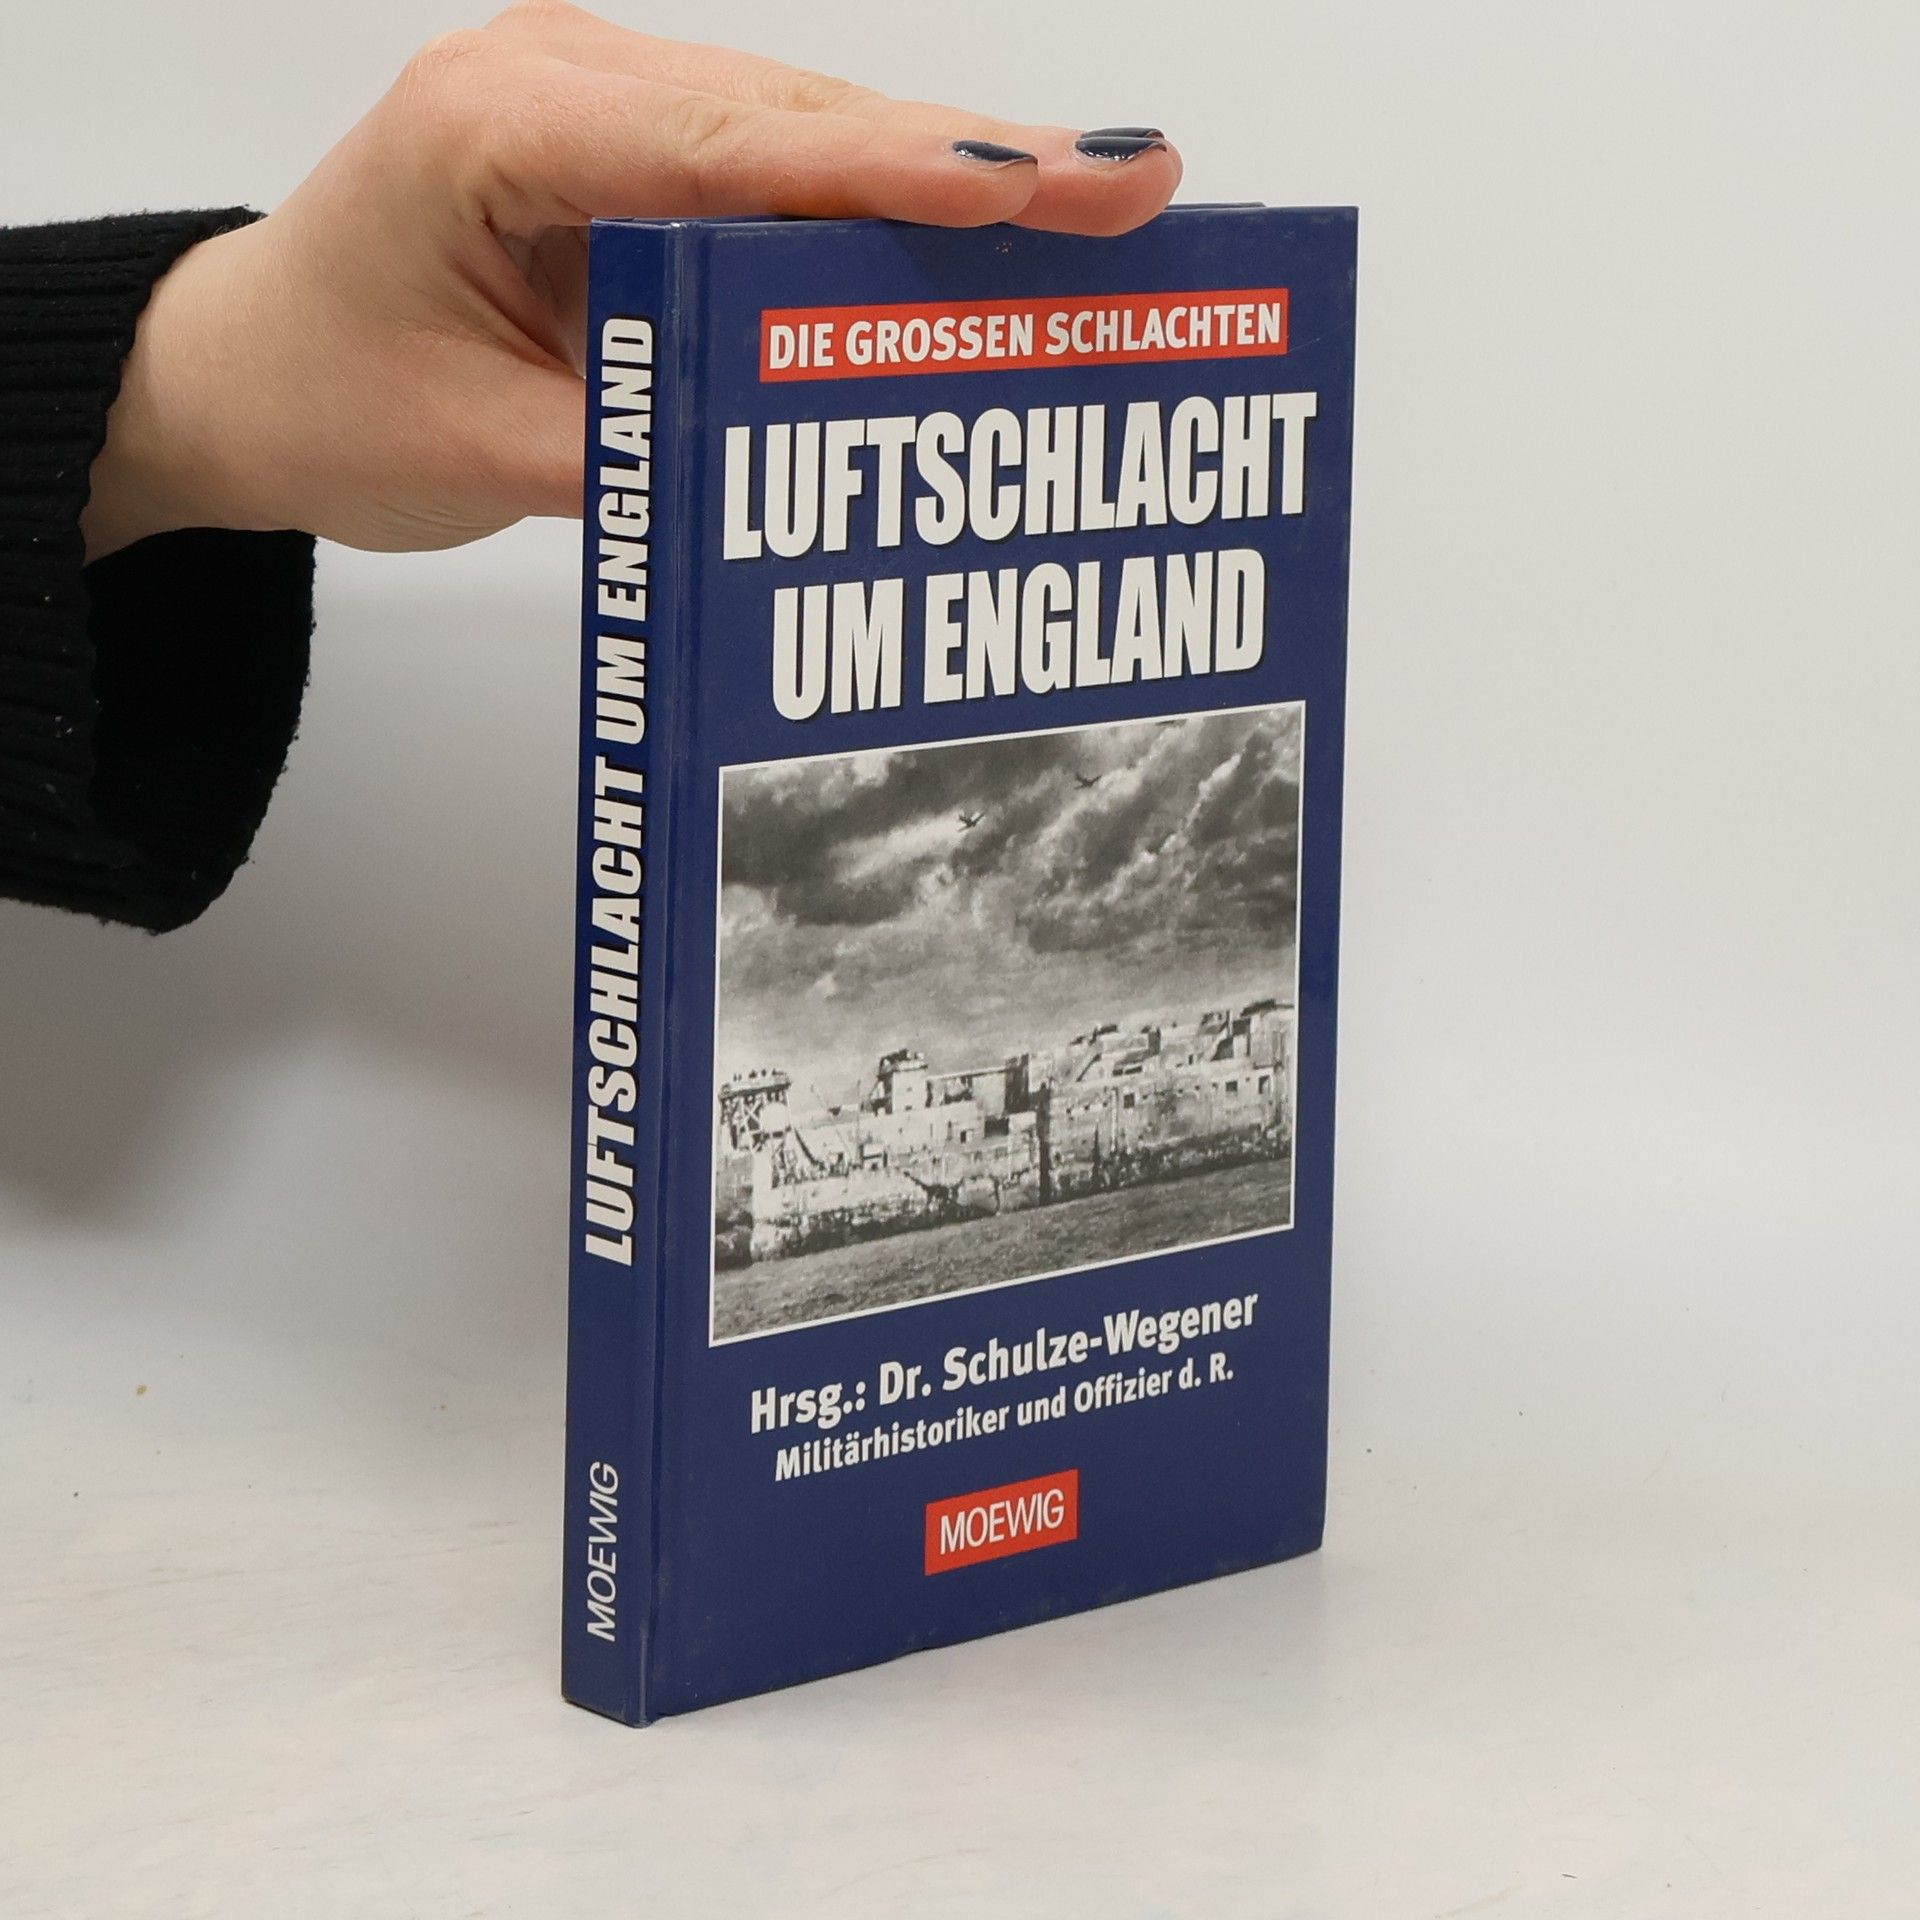 LUFTSCHLACHT UM ENGLAND
MOEWIG
DIE GROSSEN SCHLACHTEN
LUFTSCHLACHT
UM ENGLAND
Hrsg.: Dr. Schulze-Wegener
Militärhistoriker und Offizier d. R.
MOEWIG